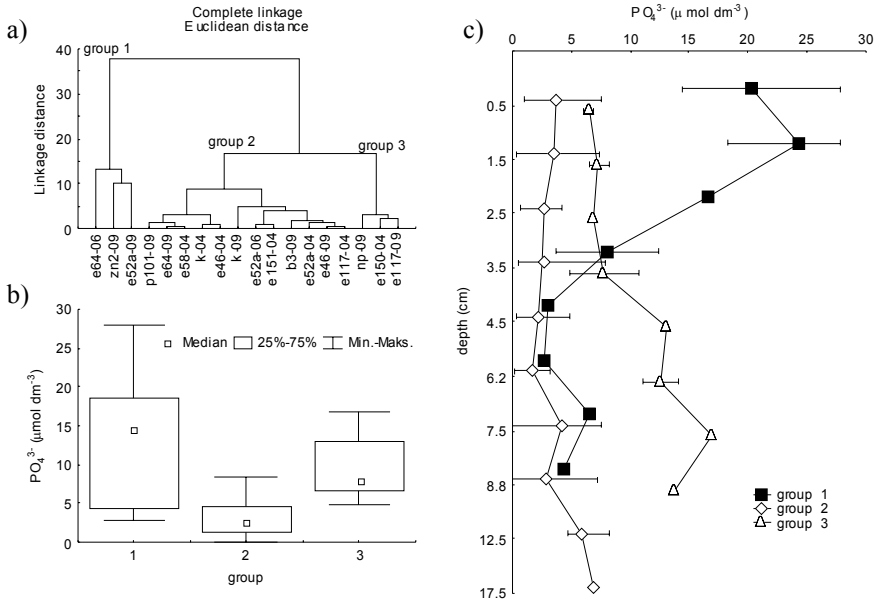 a)
Complete linkage
Euclidean distance
group 1
40
30
20
10
0
Linkage distance
group 2
group 3
e64-06
zn2-09
e52a-09
p101-09
e64-09
e58-04
k-04
e46-04
k-09
e52a-06
e151-04
b3-09
e52a-04
e46-09
e117-04
np-09
e150-04
e117-09
b)
30
25
20
15
10
5
0
PO₄³⁻ (μmol dm⁻³)
Median 25%-75% Min.-Maks.
1 2 3
group
c)
PO₄³⁻ (μ mol dm⁻³)
0 5 10 15 20 25 30
0.5
1.5
2.5
3.5
4.5
6.2
7.5
8.8
12.5
17.5
depth (cm)
group 1
group 2
group 3